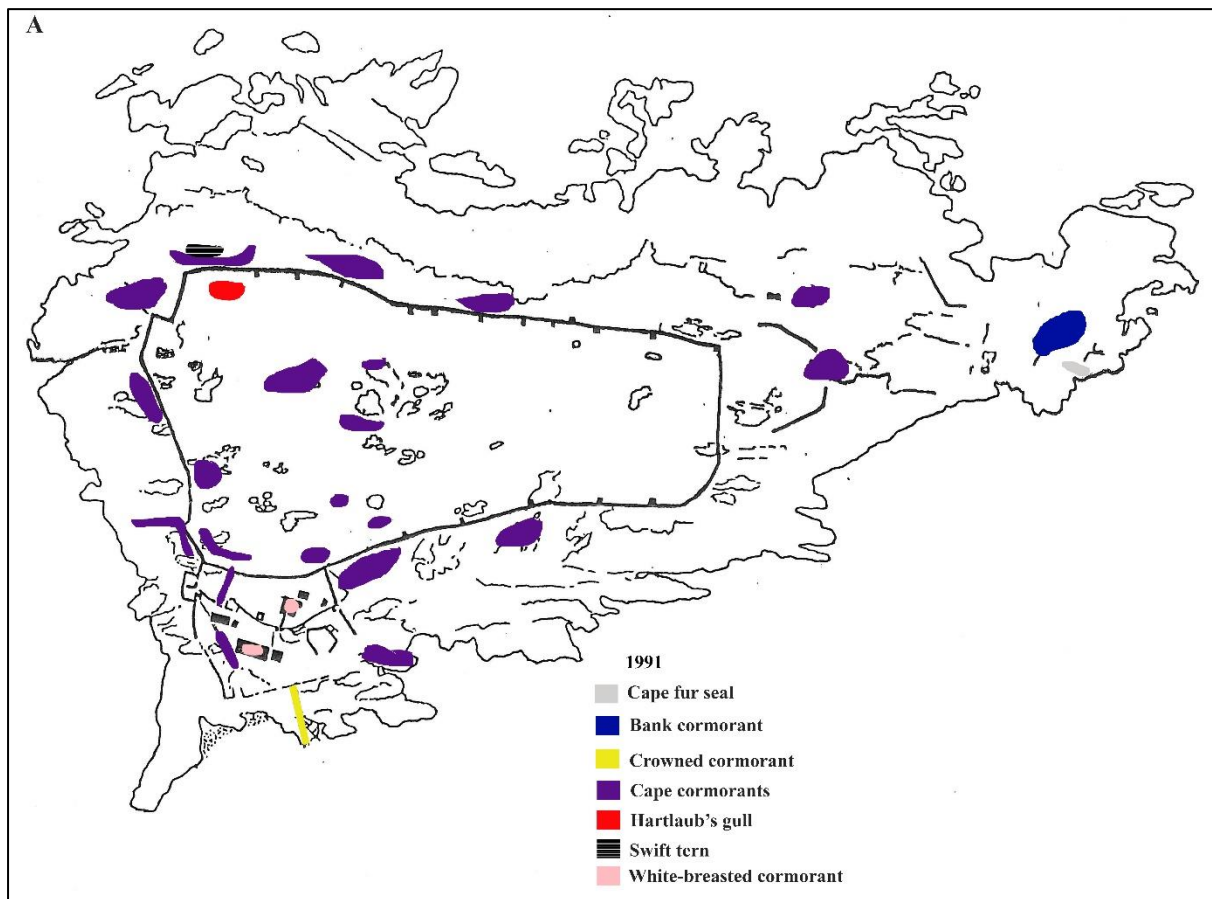 A
1991
Cape fur seal
Bank cormorant
Crowned cormorant
Cape cormorants
Hartlaub's gull
Swift tern
White-breasted cormorant